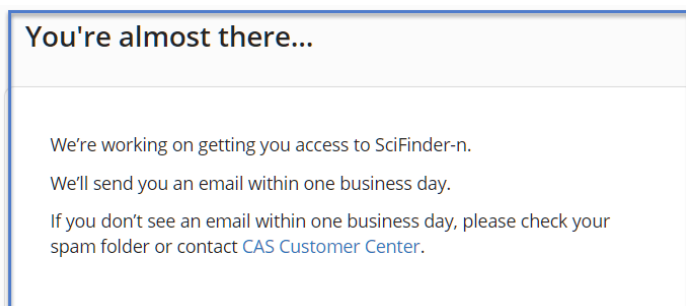 You're almost there...
We’re working on getting you access to SciFinder-n.
We’ll send you an email within one business day.
If you don’t see an email within one business day, please check your
spam folder or contact CAS Customer Center.